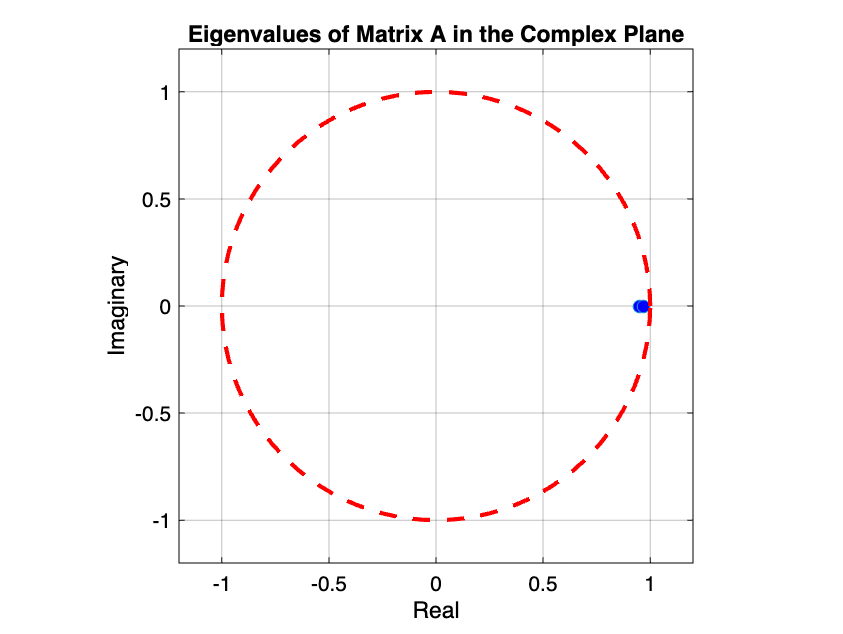 Eigenvalues of Matrix A in the Complex Plane
1
0.5
0
-0.5
-1
Imaginary
-1 -0.5 0 0.5 1
Real